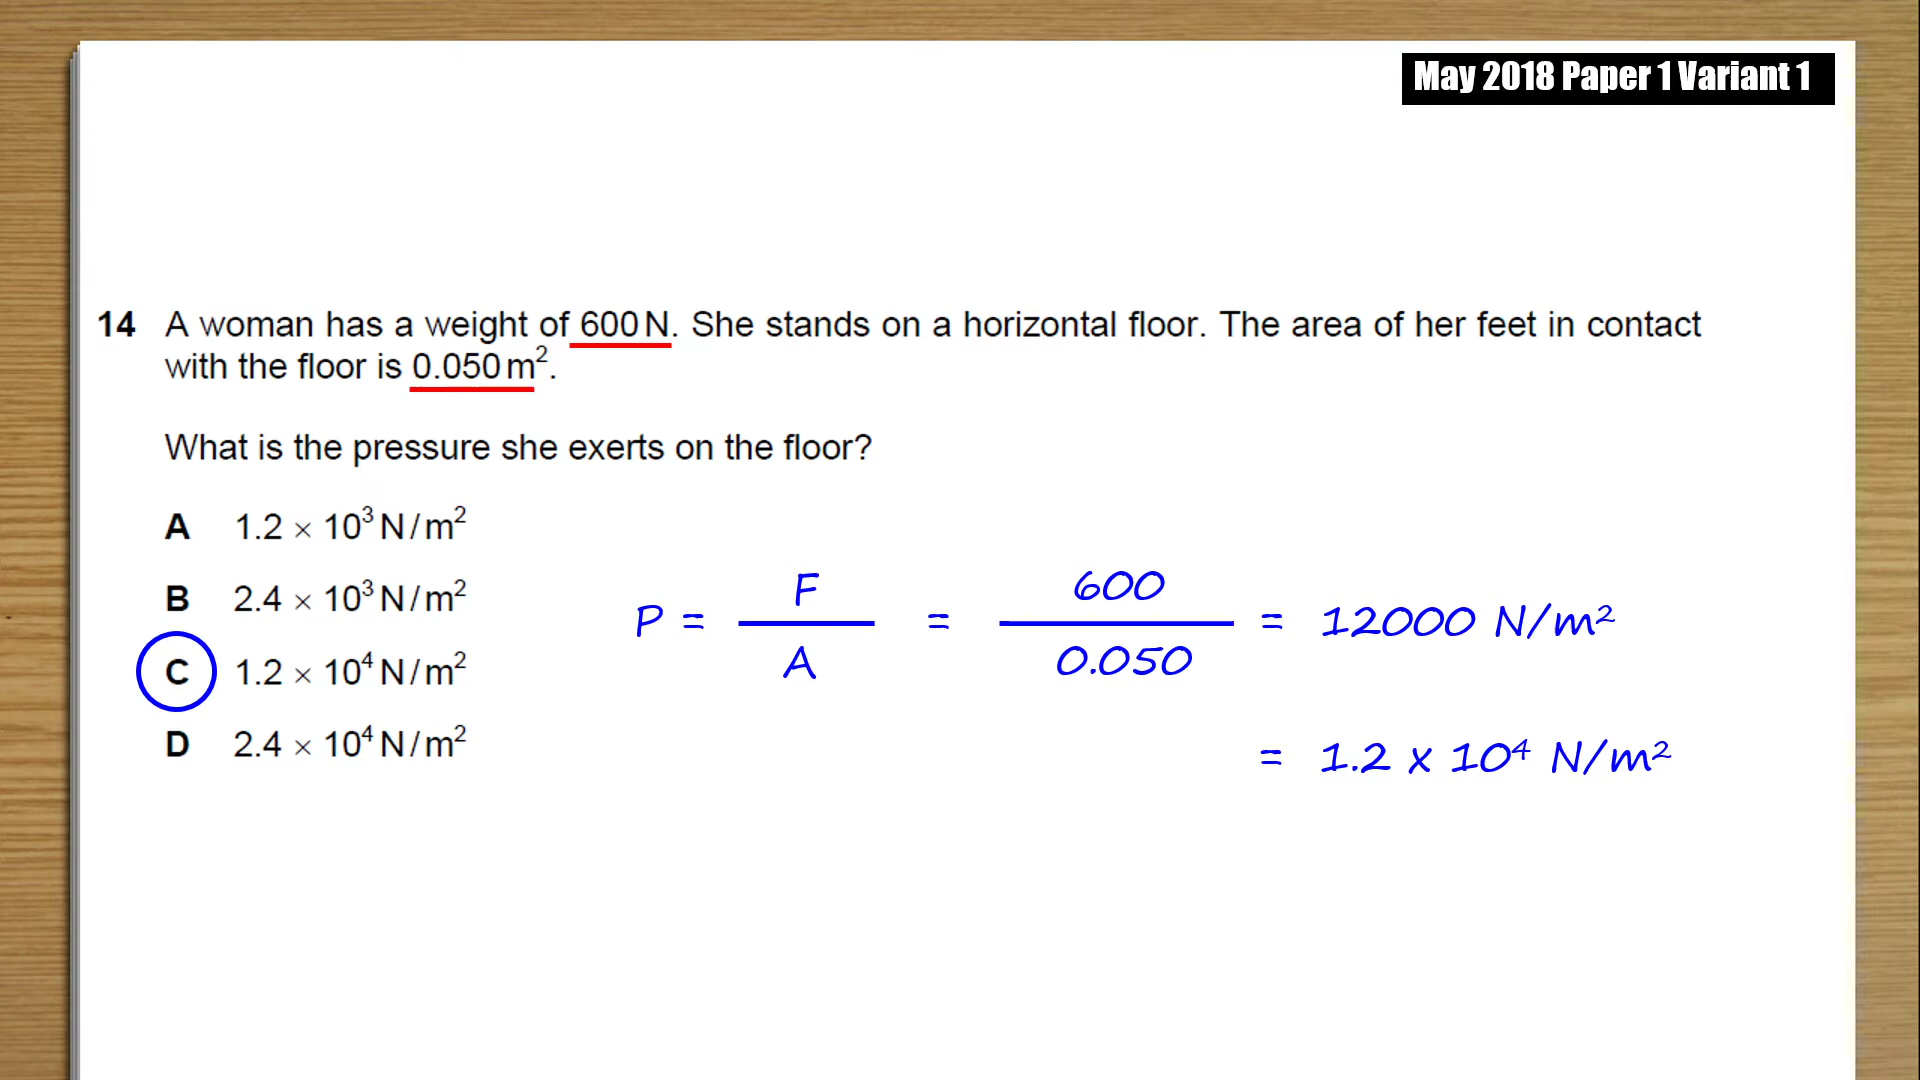 May 2018 Paper 1 Variant 1
14 A woman has a weight of 600 N. She stands on a horizontal floor. The area of her feet in contact
with the floor is 0.050 m².
What is the pressure she exerts on the floor?
A 1.2 × 10³ N/m²
B 2.4 × 10³ N/m²
C 1.2 × 10⁴ N/m²
D 2.4 × 10⁴ N/m²
P = F / A = 600 / 0.050 = 12000 N/m²
= 1.2 x 10⁴ N/m²